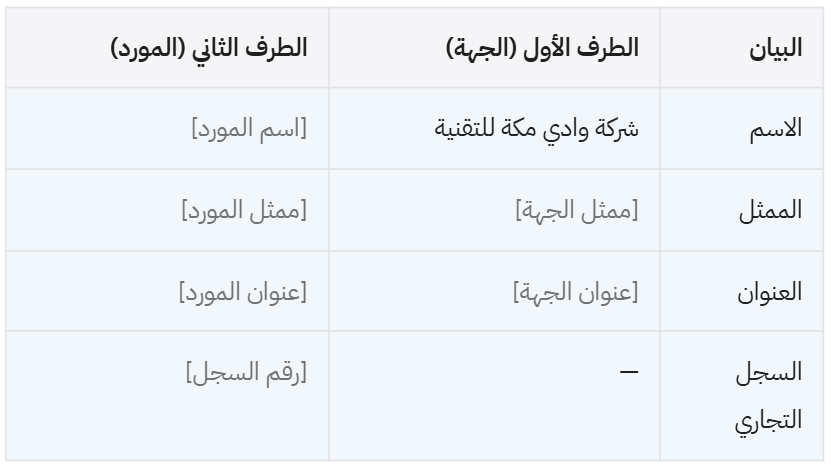 البيان الطرف الأول (الجهة) الطرف الثاني (المورد)
الاسم شركة وادي مكة للتقنية [اسم المورد]
الممثل [ممثل الجهة] [ممثل المورد]
العنوان [عنوان الجهة] [عنوان المورد]
السجل — [رقم السجل]
التجاري